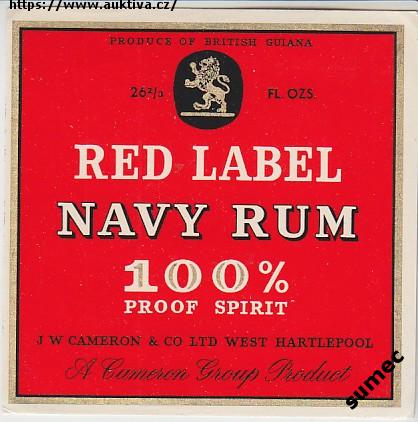 https://www.auktiva.cz/
PRODUCE OF BRITISH GUIANA
26⅔ FL. OZS.
RED LABEL
NAVY RUM
100%
PROOF SPIRIT
J W CAMERON & CO LTD WEST HARTLEPOOL
A Cameron Group Product
sumec